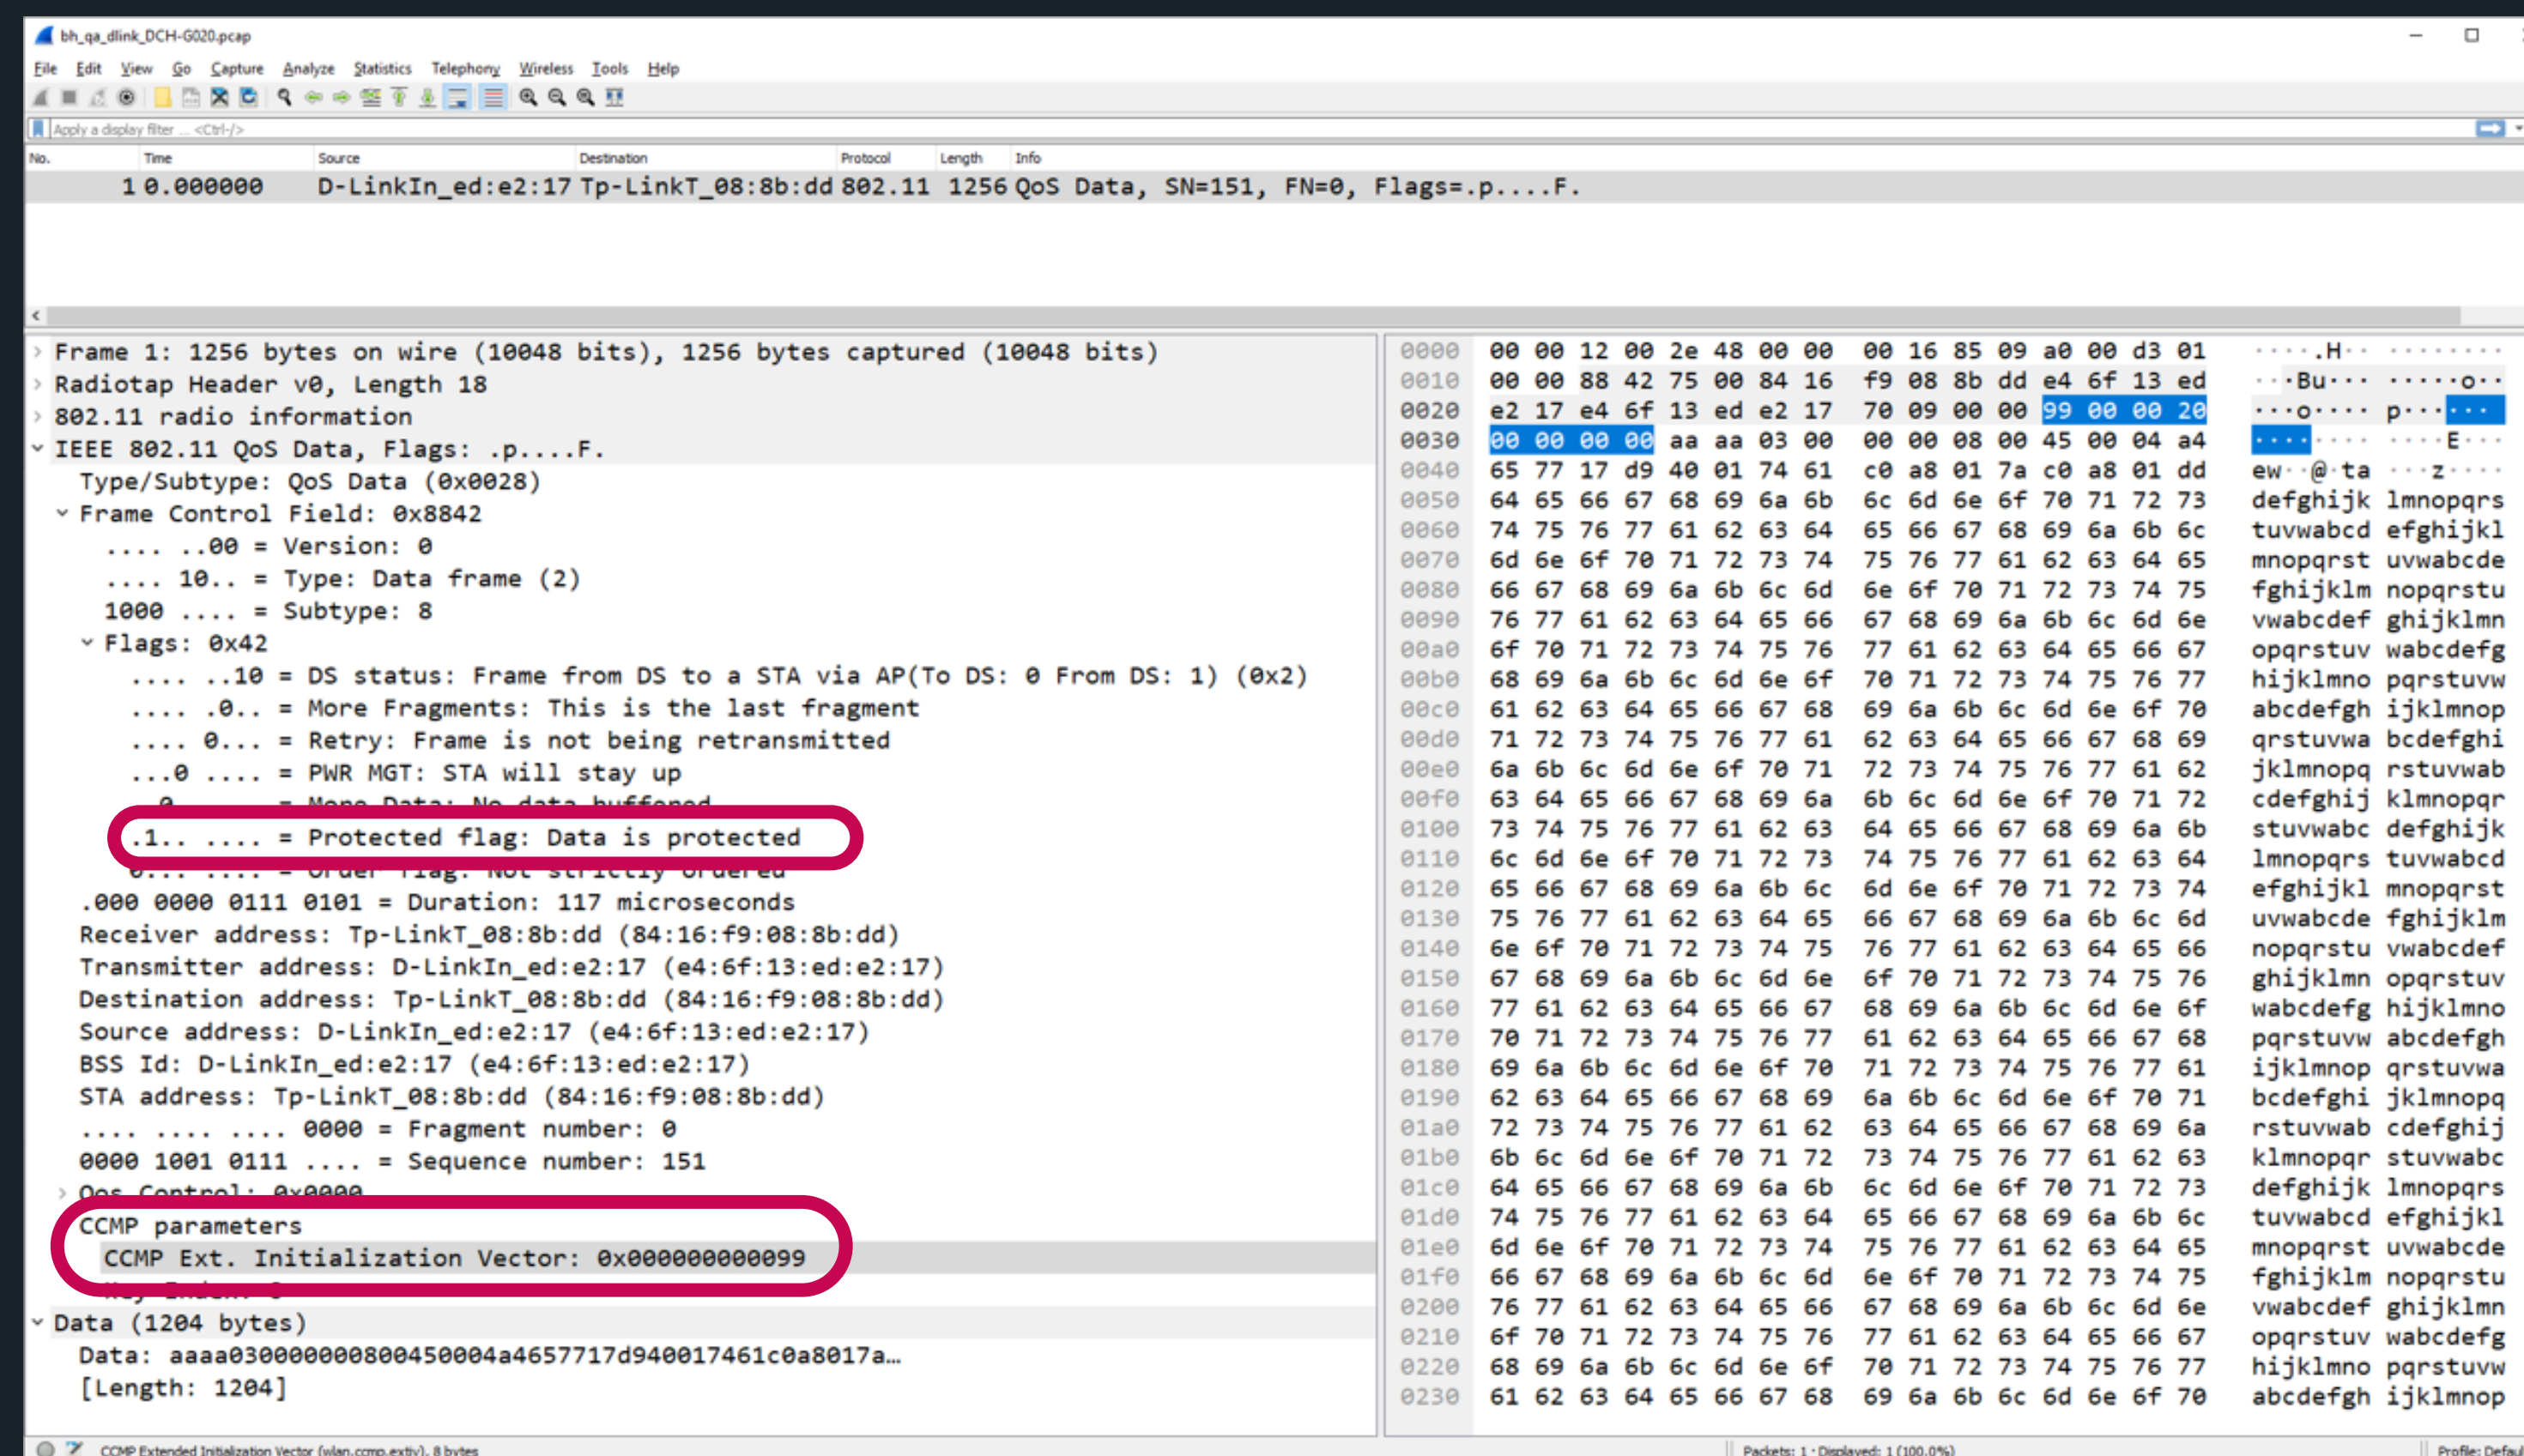 bh_qa_dlink_DCH-G020.pcap
File Edit View Go Capture Analyze Statistics Telephony Wireless Tools Help
Apply a display filter ... <Ctrl-/>
No. Time Source Destination Protocol Length Info
1 0.000000 D-LinkIn_ed:e2:17 Tp-LinkT_08:8b:dd 802.11 1256 QoS Data, SN=151, FN=0, Flags=.p....F.
Frame 1: 1256 bytes on wire (10048 bits), 1256 bytes captured (10048 bits)
Radiotap Header v0, Length 18
802.11 radio information
IEEE 802.11 QoS Data, Flags: .p....F.
Type/Subtype: QoS Data (0x0028)
Frame Control Field: 0x8842
.... ..00 = Version: 0
.... 10.. = Type: Data frame (2)
1000 .... = Subtype: 8
Flags: 0x42
.... ..10 = DS status: Frame from DS to a STA via AP(To DS: 0 From DS: 1) (0x2)
.... .0.. = More Fragments: This is the last fragment
.... 0... = Retry: Frame is not being retransmitted
...0 .... = PWR MGT: STA will stay up
..0. .... = More Data: No data buffered
.1.. .... = Protected flag: Data is protected
0... .... = Order flag: Not strictly ordered
.000 0000 0111 0101 = Duration: 117 microseconds
Receiver address: Tp-LinkT_08:8b:dd (84:16:f9:08:8b:dd)
Transmitter address: D-LinkIn_ed:e2:17 (e4:6f:13:ed:e2:17)
Destination address: Tp-LinkT_08:8b:dd (84:16:f9:08:8b:dd)
Source address: D-LinkIn_ed:e2:17 (e4:6f:13:ed:e2:17)
BSS Id: D-LinkIn_ed:e2:17 (e4:6f:13:ed:e2:17)
STA address: Tp-LinkT_08:8b:dd (84:16:f9:08:8b:dd)
.... .... .... 0000 = Fragment number: 0
0000 1001 0111 .... = Sequence number: 151
Qos Control: 0x0000
CCMP parameters
CCMP Ext. Initialization Vector: 0x000000000099
Key Index: 0
Data (1204 bytes)
Data: aaaa030000000800450004a4657717d940017461c0a8017a…
[Length: 1204]
0000 00 00 12 00 2e 48 00 00 00 16 85 09 a0 00 d3 01 ·····.H·· ········
0010 00 00 88 42 75 00 84 16 f9 08 8b dd e4 6f 13 ed ···Bu··· ·····o··
0020 e2 17 e4 6f 13 ed e2 17 70 09 00 00 99 00 00 20 ···o···· p······
0030 00 00 00 00 aa aa 03 00 00 00 08 00 45 00 04 a4 ········ ····E···
0040 65 77 17 d9 40 01 74 61 c0 a8 01 7a c0 a8 01 dd ew··@·ta ···z····
0050 64 65 66 67 68 69 6a 6b 6c 6d 6e 6f 70 71 72 73 defghijk lmnopqrs
0060 74 75 76 77 61 62 63 64 65 66 67 68 69 6a 6b 6c tuvwabcd efghijkl
0070 6d 6e 6f 70 71 72 73 74 75 76 77 61 62 63 64 65 mnopqrst uvwabcde
0080 66 67 68 69 6a 6b 6c 6d 6e 6f 70 71 72 73 74 75 fghijklm nopqrstu
0090 76 77 61 62 63 64 65 66 67 68 69 6a 6b 6c 6d 6e vwabcdef ghijklmn
00a0 6f 70 71 72 73 74 75 76 77 61 62 63 64 65 66 67 opqrstuv wabcdefg
00b0 68 69 6a 6b 6c 6d 6e 6f 70 71 72 73 74 75 76 77 hijklmno pqrstuvw
00c0 61 62 63 64 65 66 67 68 69 6a 6b 6c 6d 6e 6f 70 abcdefgh ijklmnop
00d0 71 72 73 74 75 76 77 61 62 63 64 65 66 67 68 69 qrstuvwa bcdefghi
00e0 6a 6b 6c 6d 6e 6f 70 71 72 73 74 75 76 77 61 62 jklmnopq rstuvwab
00f0 63 64 65 66 67 68 69 6a 6b 6c 6d 6e 6f 70 71 72 cdefghij klmnopqr
0100 73 74 75 76 77 61 62 63 64 65 66 67 68 69 6a 6b stuvwabc defghijk
0110 6c 6d 6e 6f 70 71 72 73 74 75 76 77 61 62 63 64 lmnopqrs tuvwabcd
0120 65 66 67 68 69 6a 6b 6c 6d 6e 6f 70 71 72 73 74 efghijkl mnopqrst
0130 75 76 77 61 62 63 64 65 66 67 68 69 6a 6b 6c 6d uvwabcde fghijklm
0140 6e 6f 70 71 72 73 74 75 76 77 61 62 63 64 65 66 nopqrstu vwabcdef
0150 67 68 69 6a 6b 6c 6d 6e 6f 70 71 72 73 74 75 76 ghijklmn opqrstuv
0160 77 61 62 63 64 65 66 67 68 69 6a 6b 6c 6d 6e 6f wabcdefg hijklmno
0170 70 71 72 73 74 75 76 77 61 62 63 64 65 66 67 68 pqrstuvw abcdefgh
0180 69 6a 6b 6c 6d 6e 6f 70 71 72 73 74 75 76 77 61 ijklmnop qrstuvwa
0190 62 63 64 65 66 67 68 69 6a 6b 6c 6d 6e 6f 70 71 bcdefghi jklmnopq
01a0 72 73 74 75 76 77 61 62 63 64 65 66 67 68 69 6a rstuvwab cdefghij
01b0 6b 6c 6d 6e 6f 70 71 72 73 74 75 76 77 61 62 63 klmnopqr stuvwabc
01c0 64 65 66 67 68 69 6a 6b 6c 6d 6e 6f 70 71 72 73 defghijk lmnopqrs
01d0 74 75 76 77 61 62 63 64 65 66 67 68 69 6a 6b 6c tuvwabcd efghijkl
01e0 6d 6e 6f 70 71 72 73 74 75 76 77 61 62 63 64 65 mnopqrst uvwabcde
01f0 66 67 68 69 6a 6b 6c 6d 6e 6f 70 71 72 73 74 75 fghijklm nopqrstu
0200 76 77 61 62 63 64 65 66 67 68 69 6a 6b 6c 6d 6e vwabcdef ghijklmn
0210 6f 70 71 72 73 74 75 76 77 61 62 63 64 65 66 67 opqrstuv wabcdefg
0220 68 69 6a 6b 6c 6d 6e 6f 70 71 72 73 74 75 76 77 hijklmno pqrstuvw
0230 61 62 63 64 65 66 67 68 69 6a 6b 6c 6d 6e 6f 70 abcdefgh ijklmnop
CCMP Extended Initialization Vector (wlan.ccmp.extiv), 8 bytes
Packets: 1 · Displayed: 1 (100.0%)
Profile: Defau